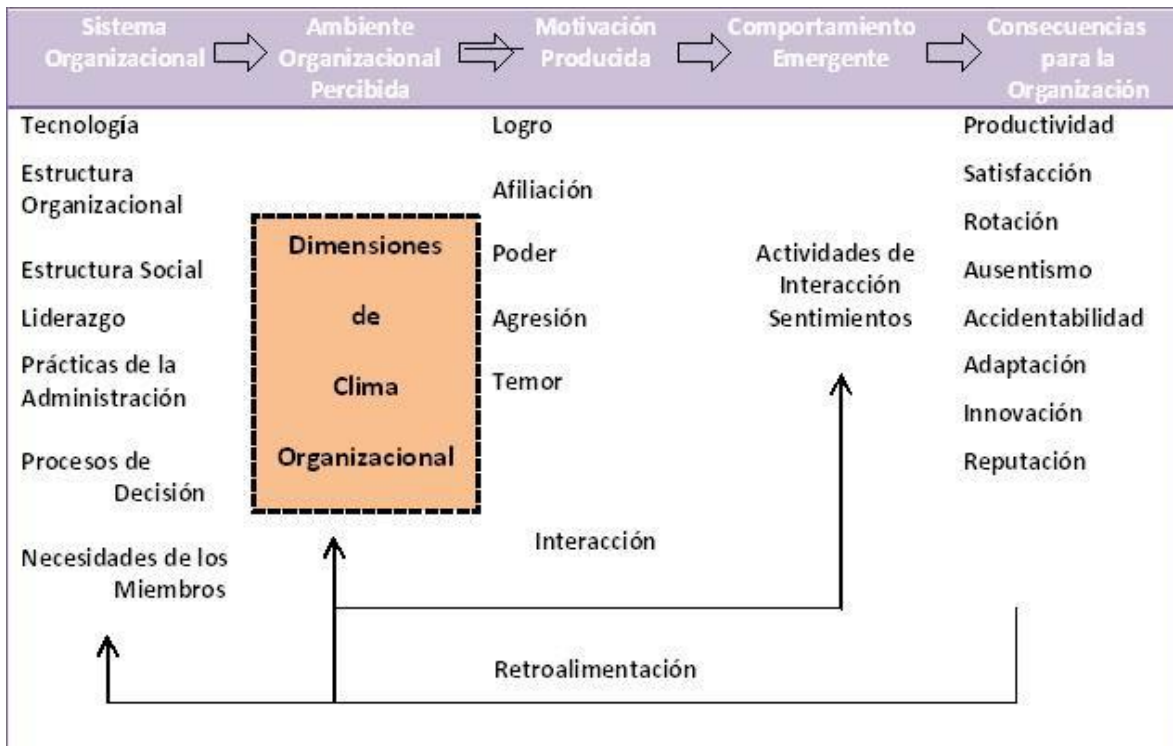 Sistema
Organizacional
Ambiente
Organizacional
Percibida
Motivación
Producida
Comportamiento
Emergente
Consecuencias
para la
Organización
Tecnología
Estructura
Organizacional
Estructura Social
Liderazgo
Prácticas de la
Administración
Procesos de
Decisión
Necesidades de los
Miembros
Dimensiones
de
Clima
Organizacional
Logro
Afiliación
Poder
Agresión
Temor
Actividades de
Interacción
Sentimientos
Productividad
Satisfacción
Rotación
Ausentismo
Accidentabilidad
Adaptación
Innovación
Reputación
Interacción
Retroalimentación